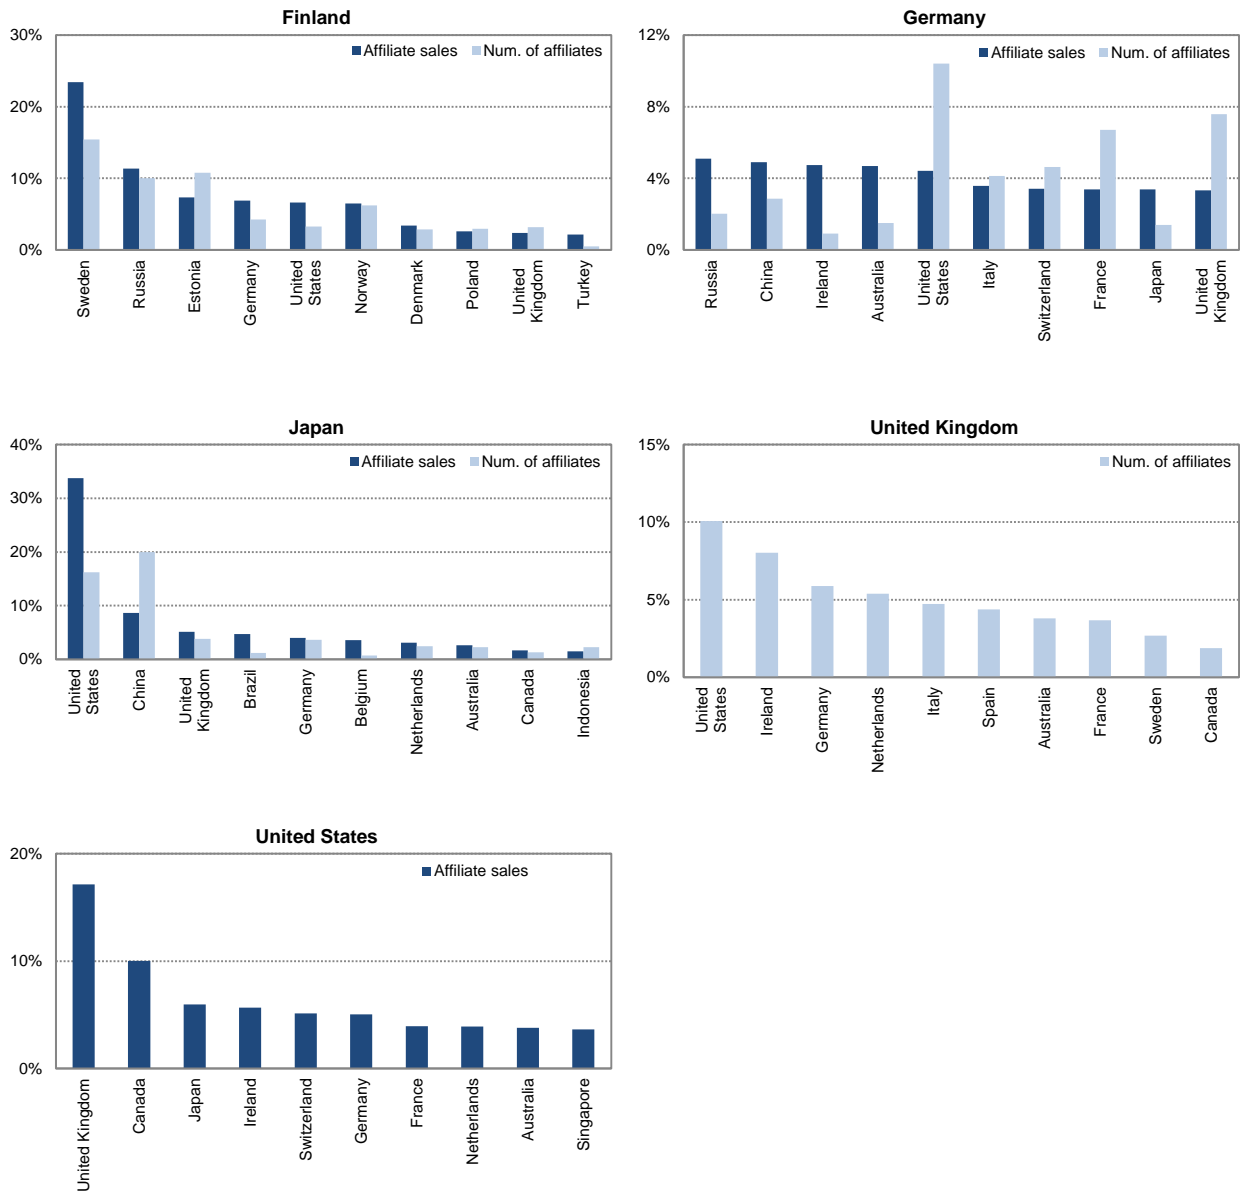 Finland
30%
20%
10%
0%
Affiliate sales
Num. of affiliates
Sweden
Russia
Estonia
Germany
United
States
Norway
Denmark
Poland
United
Kingdom
Turkey
Germany
12%
8%
4%
0%
Affiliate sales
Num. of affiliates
Russia
China
Ireland
Australia
United
States
Italy
Switzerland
France
Japan
United
Kingdom
Japan
40%
30%
20%
10%
0%
Affiliate sales
Num. of affiliates
United
States
China
United
Kingdom
Brazil
Germany
Belgium
Netherlands
Australia
Canada
Indonesia
United Kingdom
15%
10%
5%
0%
Num. of affiliates
United
States
Ireland
Germany
Netherlands
Italy
Spain
Australia
France
Sweden
Canada
United States
20%
10%
0%
Affiliate sales
United Kingdom
Canada
Japan
Ireland
Switzerland
Germany
France
Netherlands
Australia
Singapore